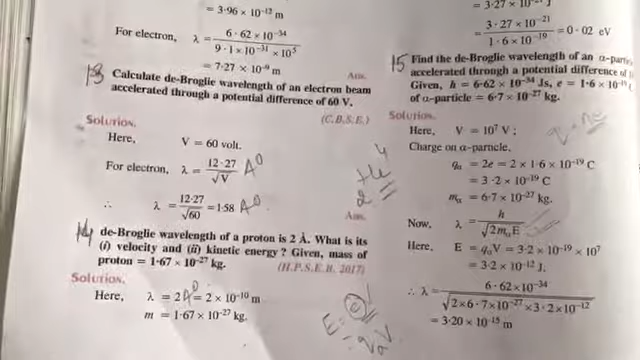 = 3·96 × 10⁻¹² m
For electron, λ = 6·62 × 10⁻³⁴ / 9·1 × 10⁻³¹ × 10⁵
= 7·27 × 10⁻⁹ m
Ans.
13 Calculate de-Broglie wavelength of an electron beam
accelerated through a potential difference of 60 V.
(C.B.S.E.)
Solution.
Here, V = 60 volt.
For electron, λ = 12·27 / √V A⁰
∴ λ = 12·27 / √60 = 1·58 A⁰
Ans.
14 de-Broglie wavelength of a proton is 2 Å. What is its
(i) velocity and (ii) kinetic energy ? Given, mass of
proton = 1·67 × 10⁻²⁷ kg.
(H.P.S.E.B. 2017)
Solution.
Here, λ = 2 A⁰ = 2 × 10⁻¹⁰ m
m = 1·67 × 10⁻²⁷ kg.
= 3·27 × 10
= 3·27 × 10⁻²¹ / 1·6 × 10⁻¹⁹ = 0·02 eV
15 Find the de-Broglie wavelength of an α-parti
accelerated through a potential difference of
Given, h = 6·62 × 10⁻³⁴ Js, e = 1·6 × 10
of α-particle = 6·7 × 10⁻²⁷ kg.
Solution.
Here, V = 10⁷ V ;
Charge on α-particle,
qα = 2e = 2 × 1·6 × 10⁻¹⁹ C
= 3·2 × 10⁻¹⁹ C
mα = 6·7 × 10⁻²⁷ kg.
Now, λ = h / √2mαE
Here, E = qαV = 3·2 × 10⁻¹⁹ × 10⁷
= 3·2 × 10⁻¹² J.
∴ λ = 6·62 × 10⁻³⁴ / √2 × 6·7 × 10⁻²⁷ × 3·2 × 10⁻¹²
= 3·20 × 10⁻¹⁵ m